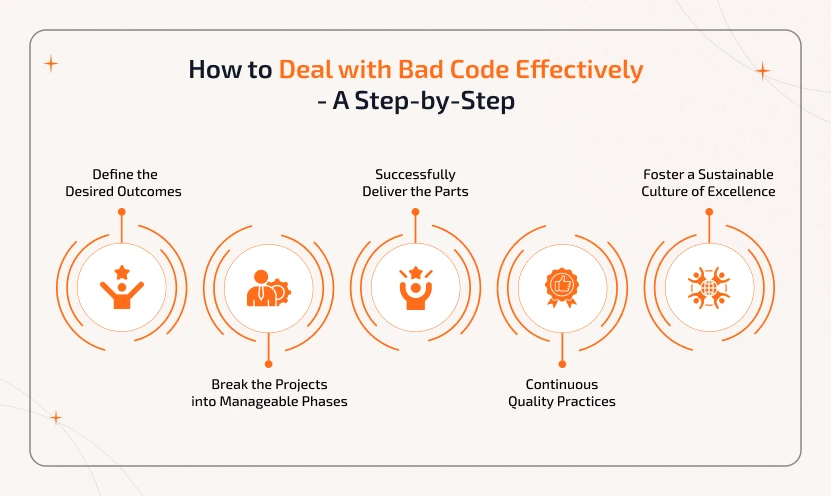 How to Deal with Bad Code Effectively
- A Step-by-Step
Define the
Desired Outcomes
Break the Projects
into Manageable Phases
Successfully
Deliver the Parts
Continuous
Quality Practices
Foster a Sustainable
Culture of Excellence